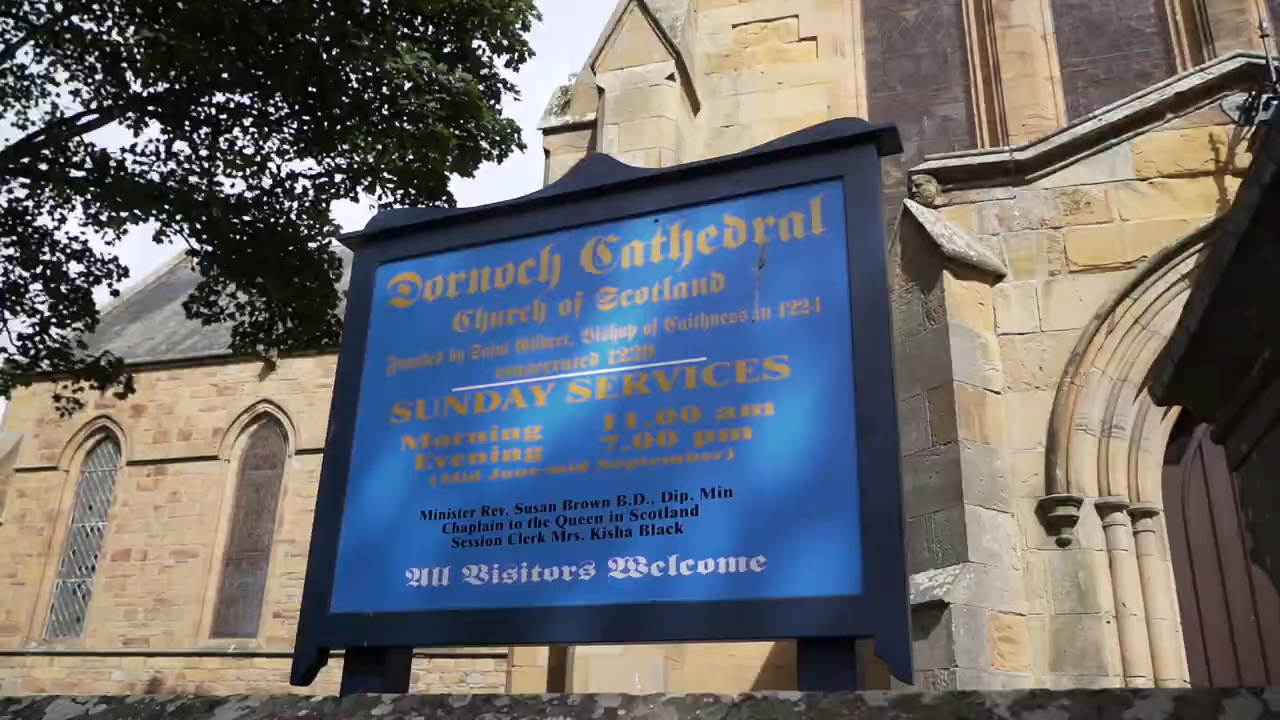 Dornoch Cathedral
Church of Scotland
Founded by Saint Gilbert, Bishop of Caithness in 1224
consecrated 1239
SUNDAY SERVICES
Morning 11.00 am
Evening 7.00 pm
(Mid June-mid September)
Minister Rev. Susan Brown B.D., Dip. Min
Chaplain to the Queen in Scotland
Session Clerk Mrs. Kisha Black
All Visitors Welcome